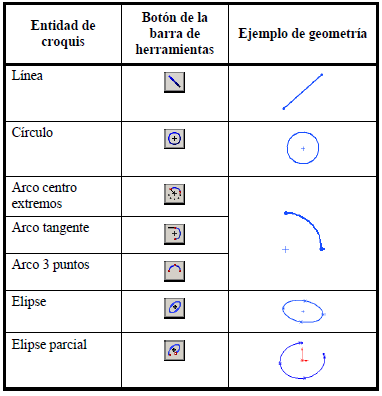 Entidad de
croquis
Botón de la
barra de
herramientas
Ejemplo de geometría
Línea
Círculo
Arco centro
extremos
Arco tangente
Arco 3 puntos
Elipse
Elipse parcial